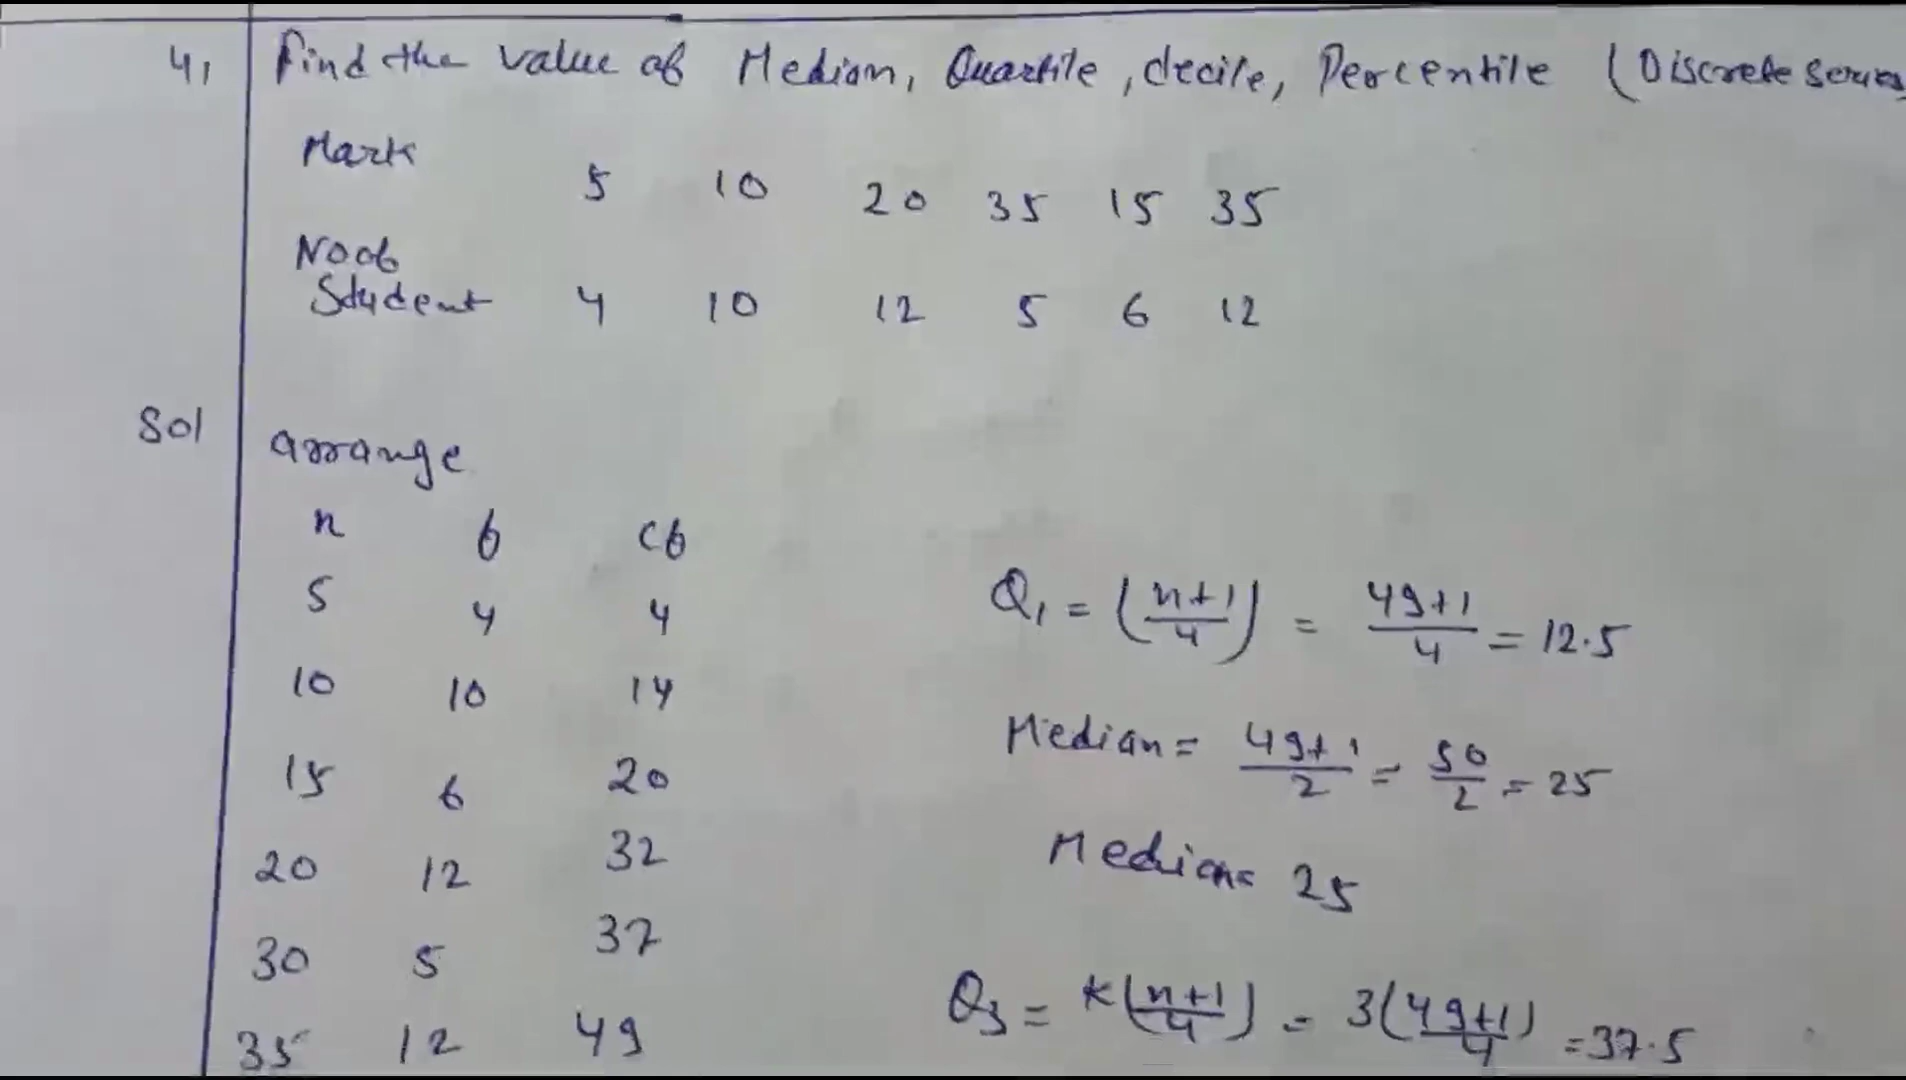 4, Find the value of Median, Quartile, decile, Percentile (Discrete series
Mark 5 10 20 35 15 35
No of
Student 4 10 12 5 6 12
Sol arrange
x f cf
5 4 4
10 10 14
15 6 20
20 12 32
30 5 37
35 12 49
Q₁ = (n+1/4) = 49+1/4 = 12.5
Median = 49+1/2 = 50/2 = 25
Median = 25
Q₃ = k(n+1/4) = 3(49+1/4) = 37.5